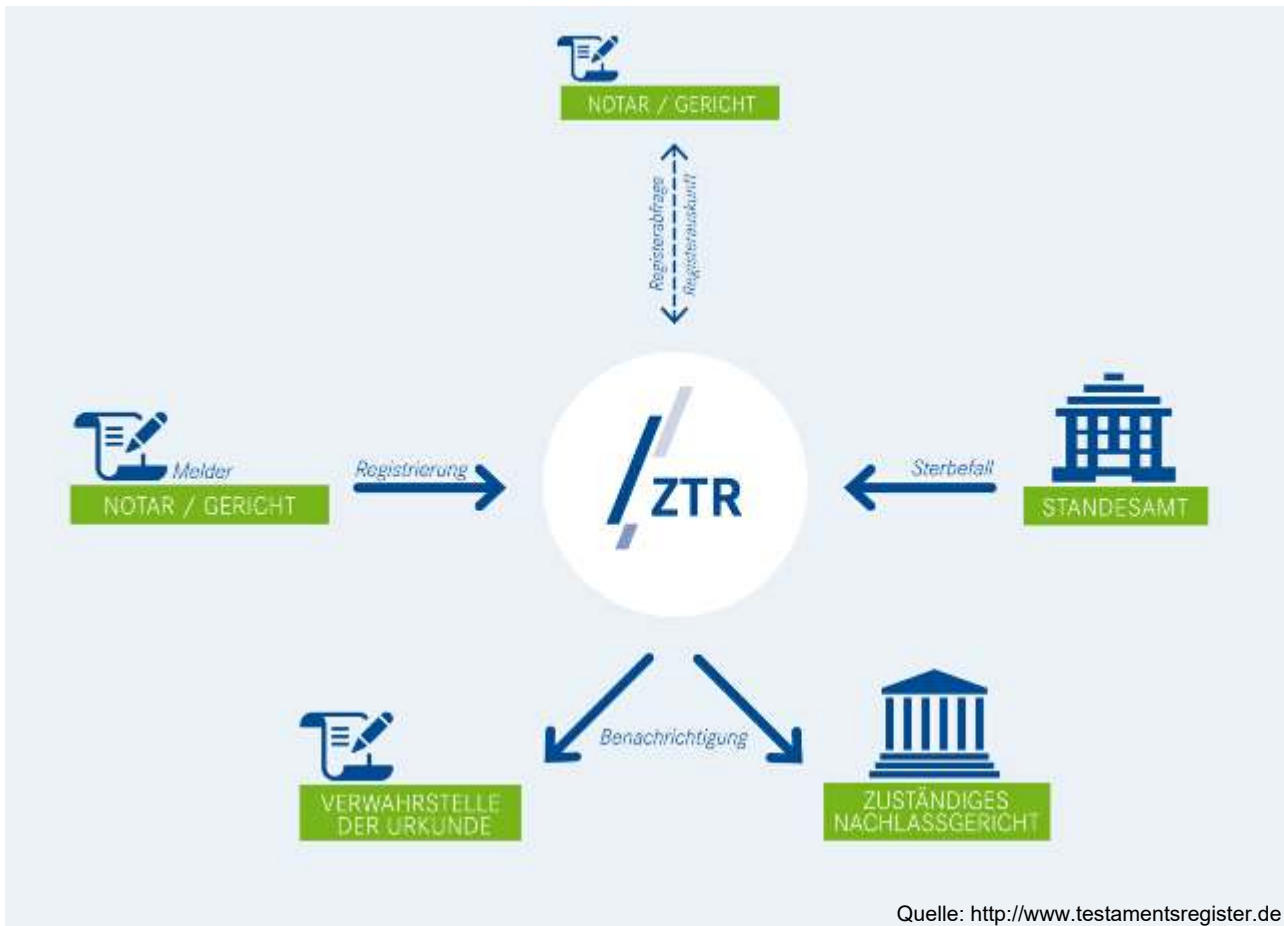 NOTAR / GERICHT
Registerabfrage
Registerauskunft
Melder
NOTAR / GERICHT
Registrierung
ZTR
Sterbefall
STANDESAMT
Benachrichtigung
VERWAHRSTELLE
DER URKUNDE
ZUSTÄNDIGES
NACHLASSGERICHT
Quelle: http://www.testamentsregister.de